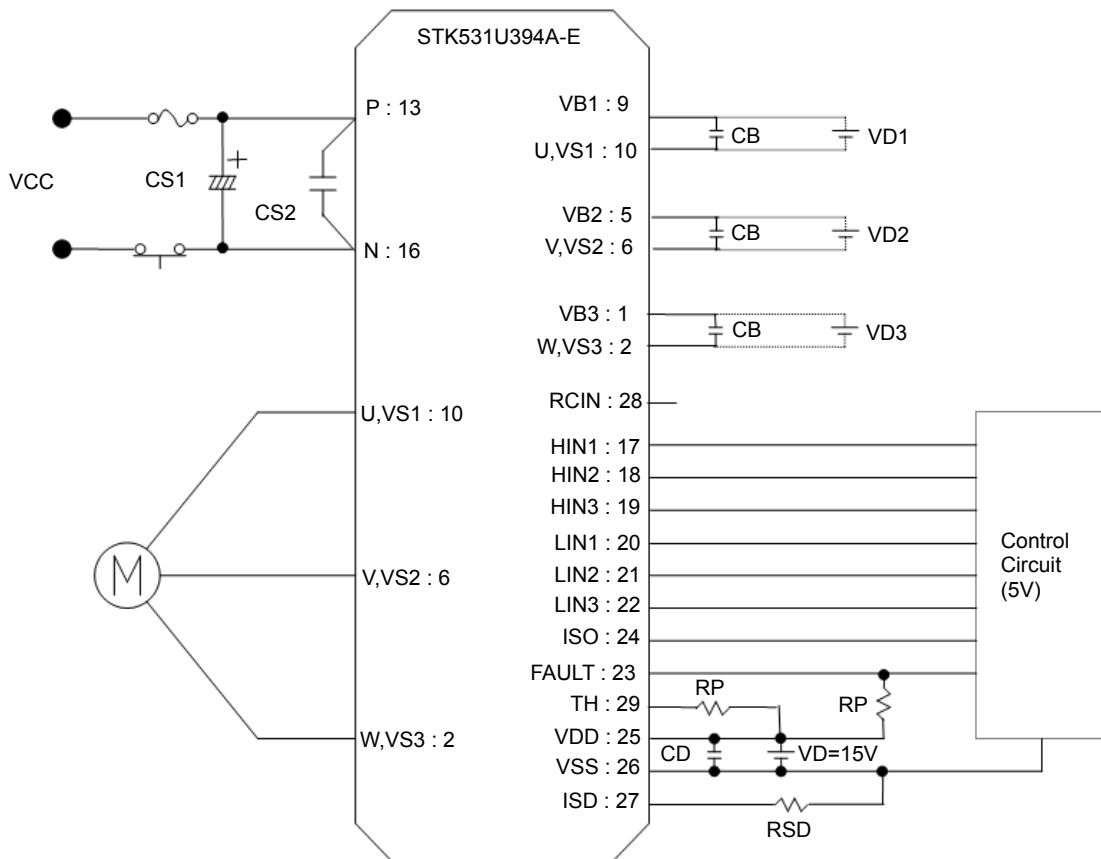 STK531U394A-E
P : 13
VB1 : 9
CB
VD1
U,VS1 : 10
VCC
CS1
+
CS2
VB2 : 5
CB
VD2
V,VS2 : 6
N : 16
VB3 : 1
CB
VD3
W,VS3 : 2
RCIN : 28
U,VS1 : 10
HIN1 : 17
HIN2 : 18
HIN3 : 19
LIN1 : 20
Control
Circuit
(5V)
M
V,VS2 : 6
LIN2 : 21
LIN3 : 22
ISO : 24
FAULT : 23
RP
TH : 29
RP
W,VS3 : 2
VDD : 25
CD
VD=15V
VSS : 26
ISD : 27
RSD